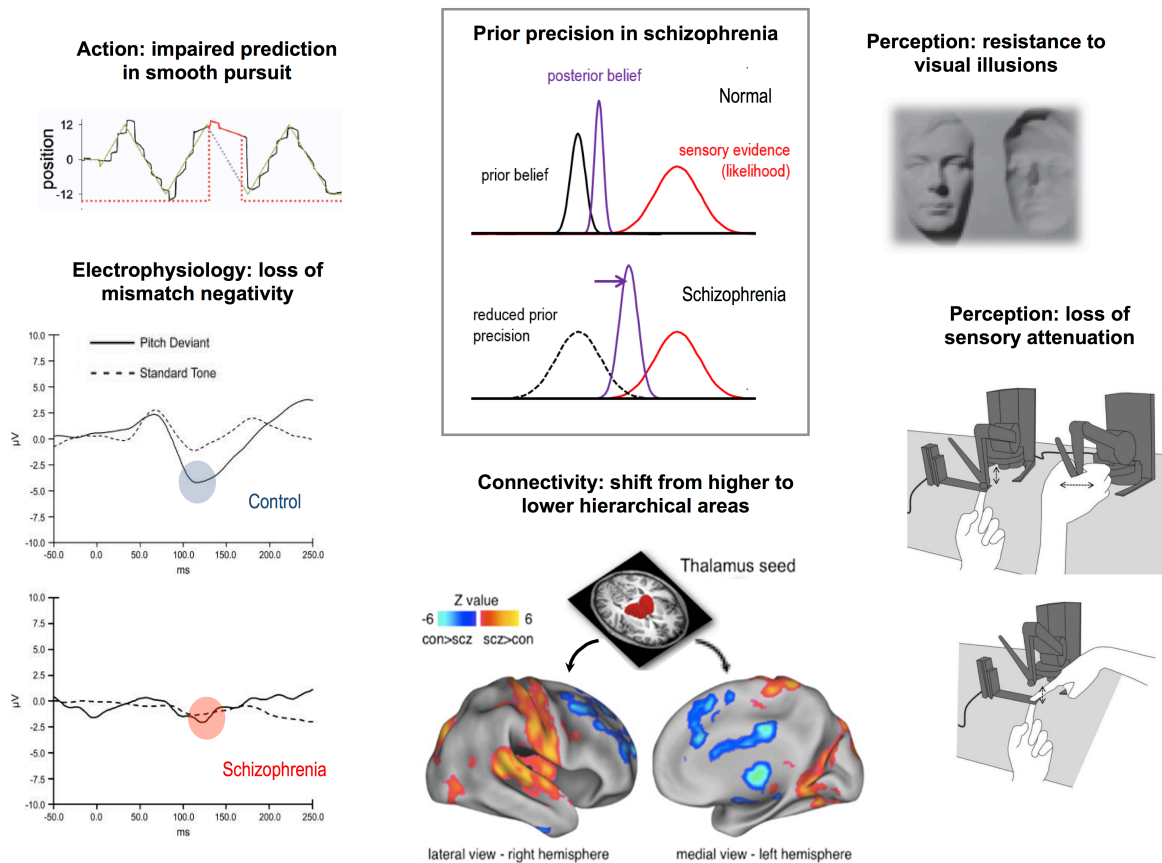 Action: impaired prediction
in smooth pursuit
position
12
0
-12
Electrophysiology: loss of
mismatch negativity
10.0
7.5
5.0
2.5
0.0
-2.5
-5.0
-7.5
-10.0
µV
Pitch Deviant
Standard Tone
Control
-50.0 0.0 50.0 100.0 150.0 200.0 250.0
ms
10.0
7.5
5.0
2.5
-0.0
-2.5
-5.0
-7.5
-10.0
µV
Schizophrenia
-50.0 0.0 50.0 100.0 150.0 200.0 250.0
ms
Prior precision in schizophrenia
posterior belief
Normal
prior belief
sensory evidence
(likelihood)
Schizophrenia
reduced prior
precision
Connectivity: shift from higher to
lower hierarchical areas
Thalamus seed
Z value
-6 6
con>scz scz>con
lateral view - right hemisphere
medial view - left hemisphere
Perception: resistance to
visual illusions
Perception: loss of
sensory attenuation